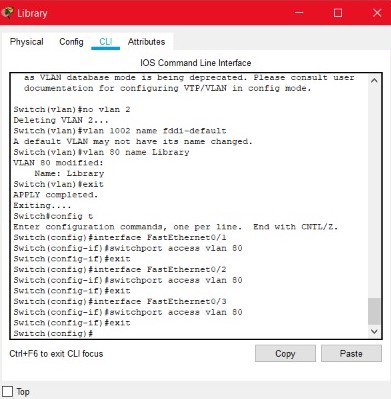 Library
Physical Config CLI Attributes
IOS Command Line Interface
as VLAN database mode is being deprecated. Please consult user
documentation for configuring VTP/VLAN in config mode.
Switch(vlan)#no vlan 2
Deleting VLAN 2...
Switch(vlan)#vlan 1002 name fddi-default
A default VLAN may not have its name changed.
Switch(vlan)#vlan 80 name Library
VLAN 80 modified:
Name: Library
Switch(vlan)#exit
APPLY completed.
Exiting....
Switch#config t
Enter configuration commands, one per line. End with CNTL/Z.
Switch(config)#interface FastEthernet0/1
Switch(config-if)#switchport access vlan 80
Switch(config-if)#exit
Switch(config)#interface FastEthernet0/2
Switch(config-if)#switchport access vlan 80
Switch(config-if)#exit
Switch(config)#interface FastEthernet0/3
Switch(config-if)#switchport access vlan 80
Switch(config-if)#exit
Switch(config)#
Ctrl+F6 to exit CLI focus
Copy Paste
Top